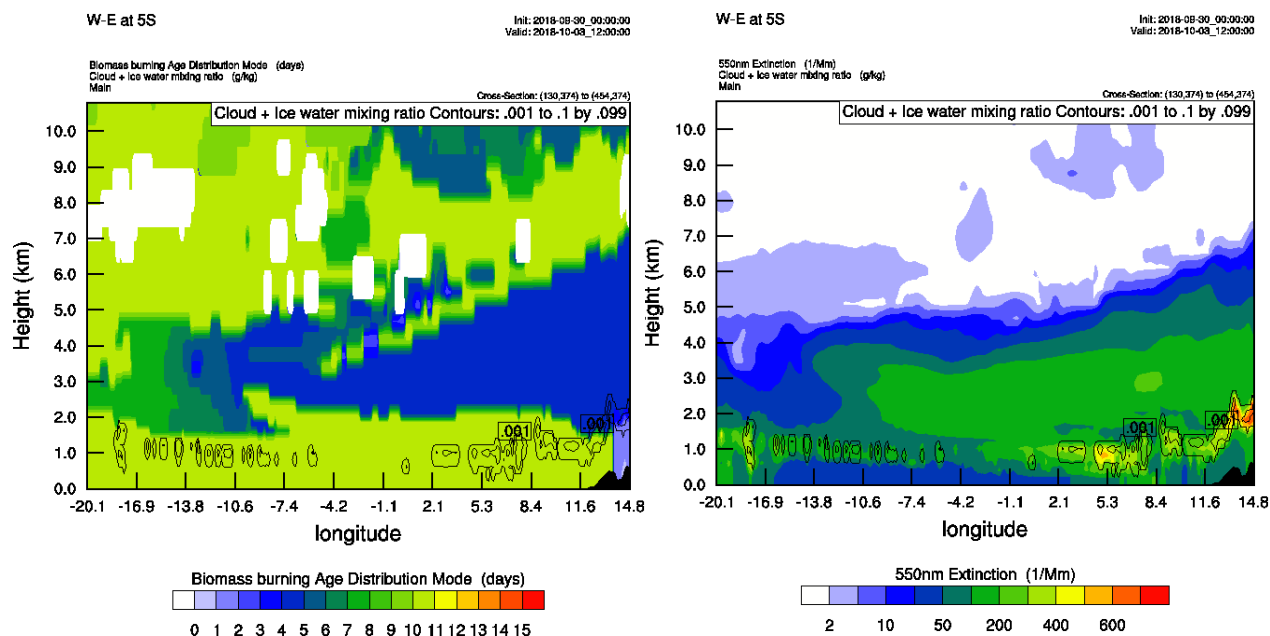 W-E at 5S
Init: 2018-09-30_00:00:00
Valid: 2018-10-03_12:00:00
Biomass burning Age Distribution Mode (days)
Cloud + Ice water mixing ratio (g/kg)
Main
Cross-Section: (130,374) to (454,374)
Cloud + Ice water mixing ratio Contours: .001 to .1 by .099
10.0
9.0
8.0
7.0
6.0
5.0
4.0
3.0
2.0
1.0
0.0
Height (km)
.001
.001
-20.1 -16.9 -13.8 -10.6 -7.4 -4.2 -1.1 2.1 5.3 8.4 11.6 14.8
longitude
Biomass burning Age Distribution Mode (days)
0 1 2 3 4 5 6 7 8 9 10 11 12 13 14 15
W-E at 5S
Init: 2018-09-30_00:00:00
Valid: 2018-10-03_12:00:00
550nm Extinction (1/Mm)
Cloud + Ice water mixing ratio (g/kg)
Main
Cross-Section: (130,374) to (454,374)
Cloud + Ice water mixing ratio Contours: .001 to .1 by .099
10.0
9.0
8.0
7.0
6.0
5.0
4.0
3.0
2.0
1.0
0.0
Height (km)
.001
.001
-20.1 -16.9 -13.8 -10.6 -7.4 -4.2 -1.1 2.1 5.3 8.4 11.6 14.8
longitude
550nm Extinction (1/Mm)
2 10 50 200 400 600